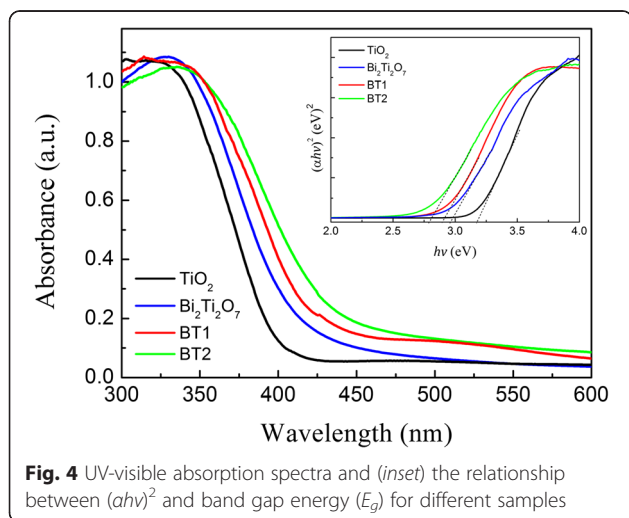 TiO2
Bi2Ti2O7
BT1
BT2
(αhν)2 (eV)2
2.0 2.5 3.0 3.5 4.0
hν (eV)
Absorbance (a.u.)
1.0
0.8
0.6
0.4
0.2
0.0
TiO2
Bi2Ti2O7
BT1
BT2
300 350 400 450 500 550 600
Wavelength (nm)
Fig. 4 UV-visible absorption spectra and (inset) the relationship
between (αhv)2 and band gap energy (Eg) for different samples